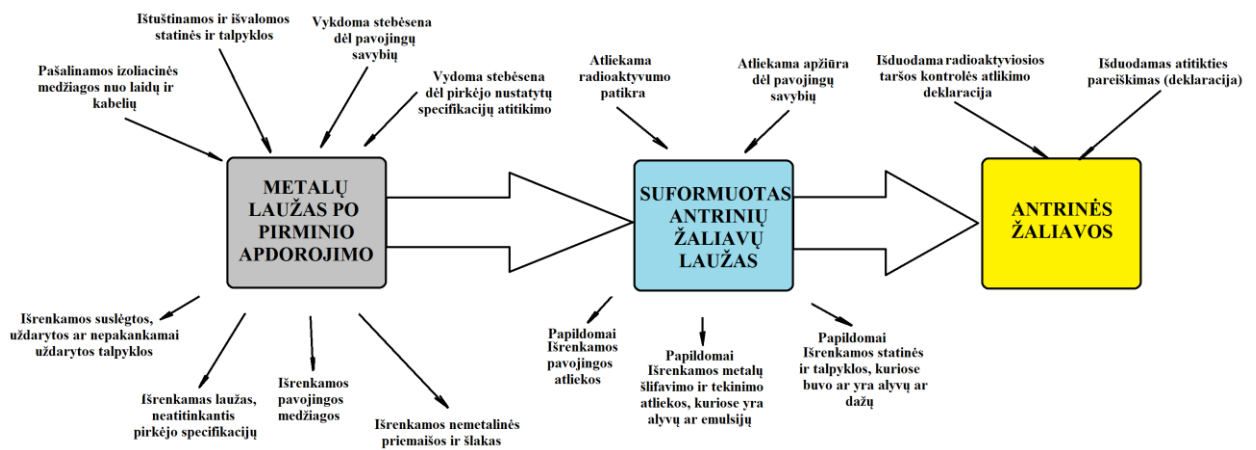 Ištuštinamos ir išvalomos
statinės ir talpyklos
Vykdoma stebėsena
dėl pavojingų
savybių
Pašalinamos izoliacinės
medžiagos nuo laidų ir
kabelių
Vydoma stebėsena
dėl pirkėjo nustatytų
specifikacijų atitikimo
Atliekama
radioaktyvumo
patikra
Atliekama apžiūra
dėl pavojingų
savybių
Išduodama radioaktyviosios
taršos kontrolės atlikimo
deklaracija
Išduodamas atitikties
pareiškimas (deklaracija)
METALŲ
LAUŽAS PO
PIRMINIO
APDOROJIMO
SUFORMUOTAS
ANTRINIŲ
ŽALIAVŲ
LAUŽAS
ANTRINĖS
ŽALIAVOS
Išrenkamos suslėgtos,
uždarytos ar nepakankamai
uždarytos talpyklos
Išrenkamas laužas,
neatitinkantis
pirkėjo specifikacijų
Išrenkamos
pavojingos
medžiagos
Išrenkamos nemetalinės
priemaišos ir šlakas
Papildomai
Išrenkamos
pavojingos
atliekos
Papildomai
Išrenkamos metalų
šlifavimo ir tekinimo
atliekos, kuriose yra
alyvų ar emulsijų
Papildomai
Išrenkamos statinės
ir talpyklos, kuriose
buvo ar yra alyvų ar
dažų